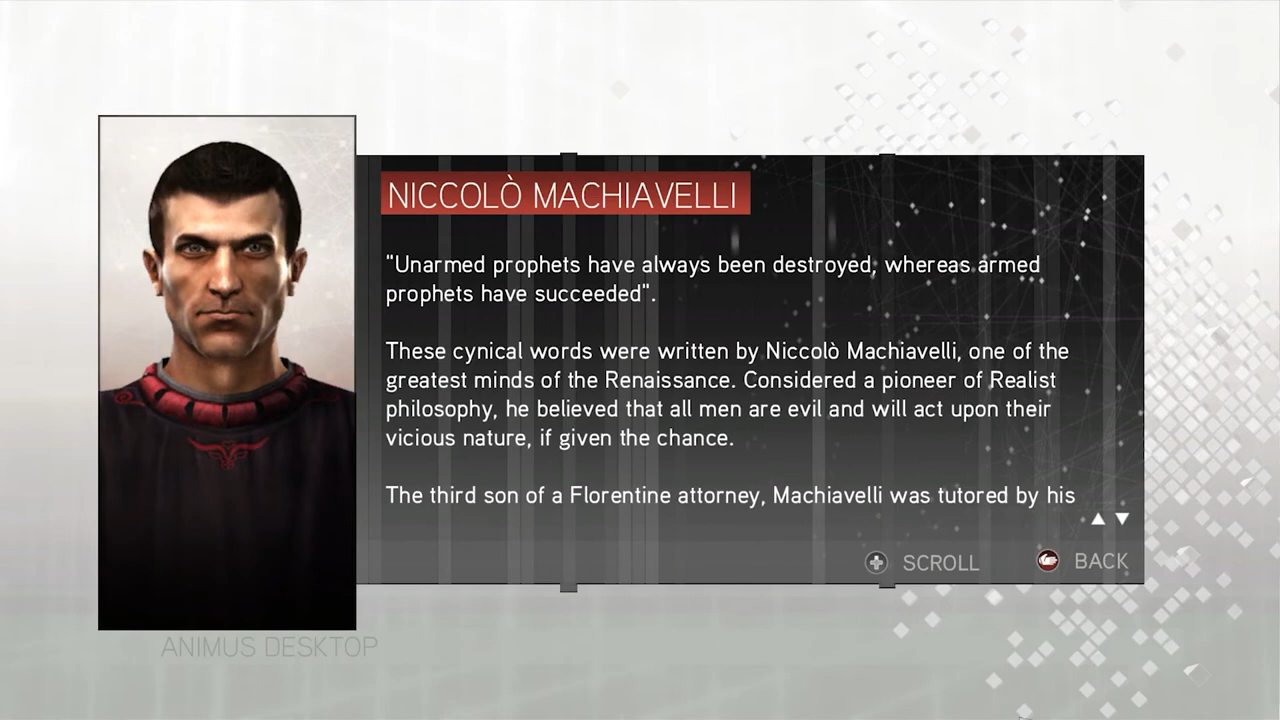 NICCOLÒ MACHIAVELLI
"Unarmed prophets have always been destroyed, whereas armed
prophets have succeeded".
These cynical words were written by Niccolò Machiavelli, one of the
greatest minds of the Renaissance. Considered a pioneer of Realist
philosophy, he believed that all men are evil and will act upon their
vicious nature, if given the chance.
The third son of a Florentine attorney, Machiavelli was tutored by his
SCROLL
BACK
ANIMUS DESKTOP